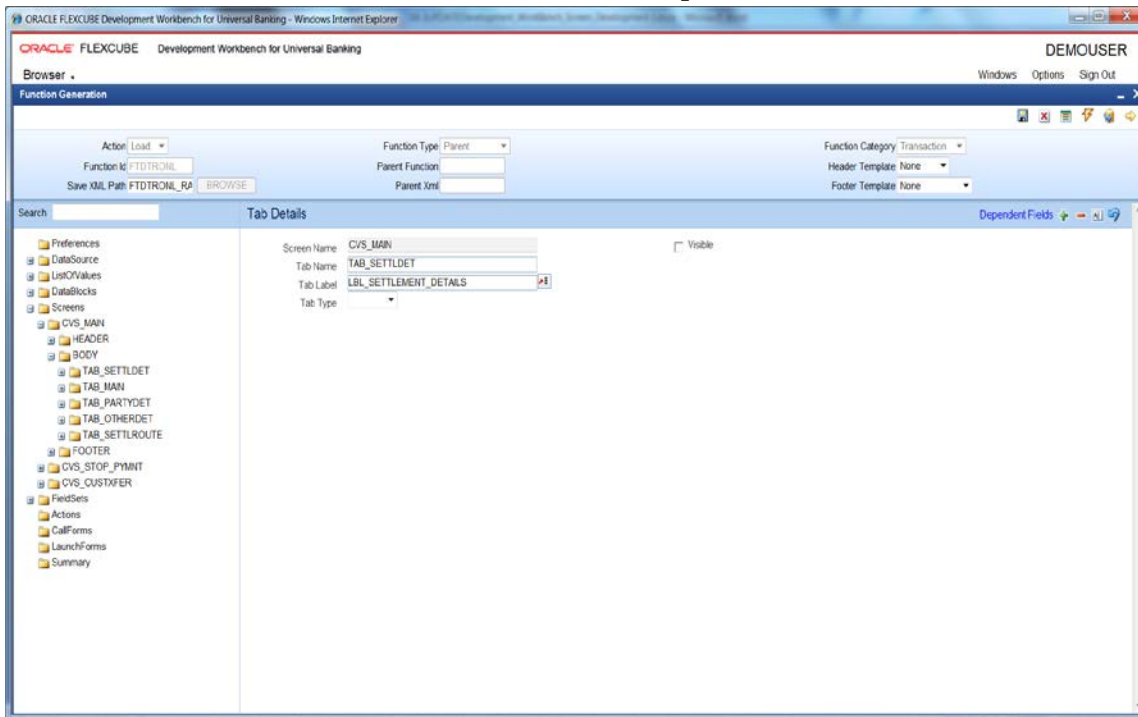 ORACLE FLEXCUBE Development Workbench for Universal Banking - Windows Internet Explorer
ORACLE FLEXCUBE Development Workbench for Universal Banking DEMOUSER
Browser Windows Options Sign Out
Function Generation
Action Load Function Type Parent Function Category Transaction
Function Id FTDTRONL Parent Function Header Template None
Save XML Path FTDTRONL_RA BROWSE Parent Xml Footer Template None
Search Tab Details Dependent Fields
Preferences
DataSource
ListOfValues
DataBlocks
Screens
CVS_MAIN
HEADER
BODY
TAB_SETTLDET
TAB_MAIN
TAB_PARTYDET
TAB_OTHERDET
TAB_SETTLROUTE
FOOTER
CVS_STOP_PYMNT
CVS_CUSTXFER
FieldSets
Actions
CallForms
LaunchForms
Summary
Screen Name CVS_MAIN Visible
Tab Name TAB_SETTLDET
Tab Label LBL_SETTLEMENT_DETAILS
Tab Type